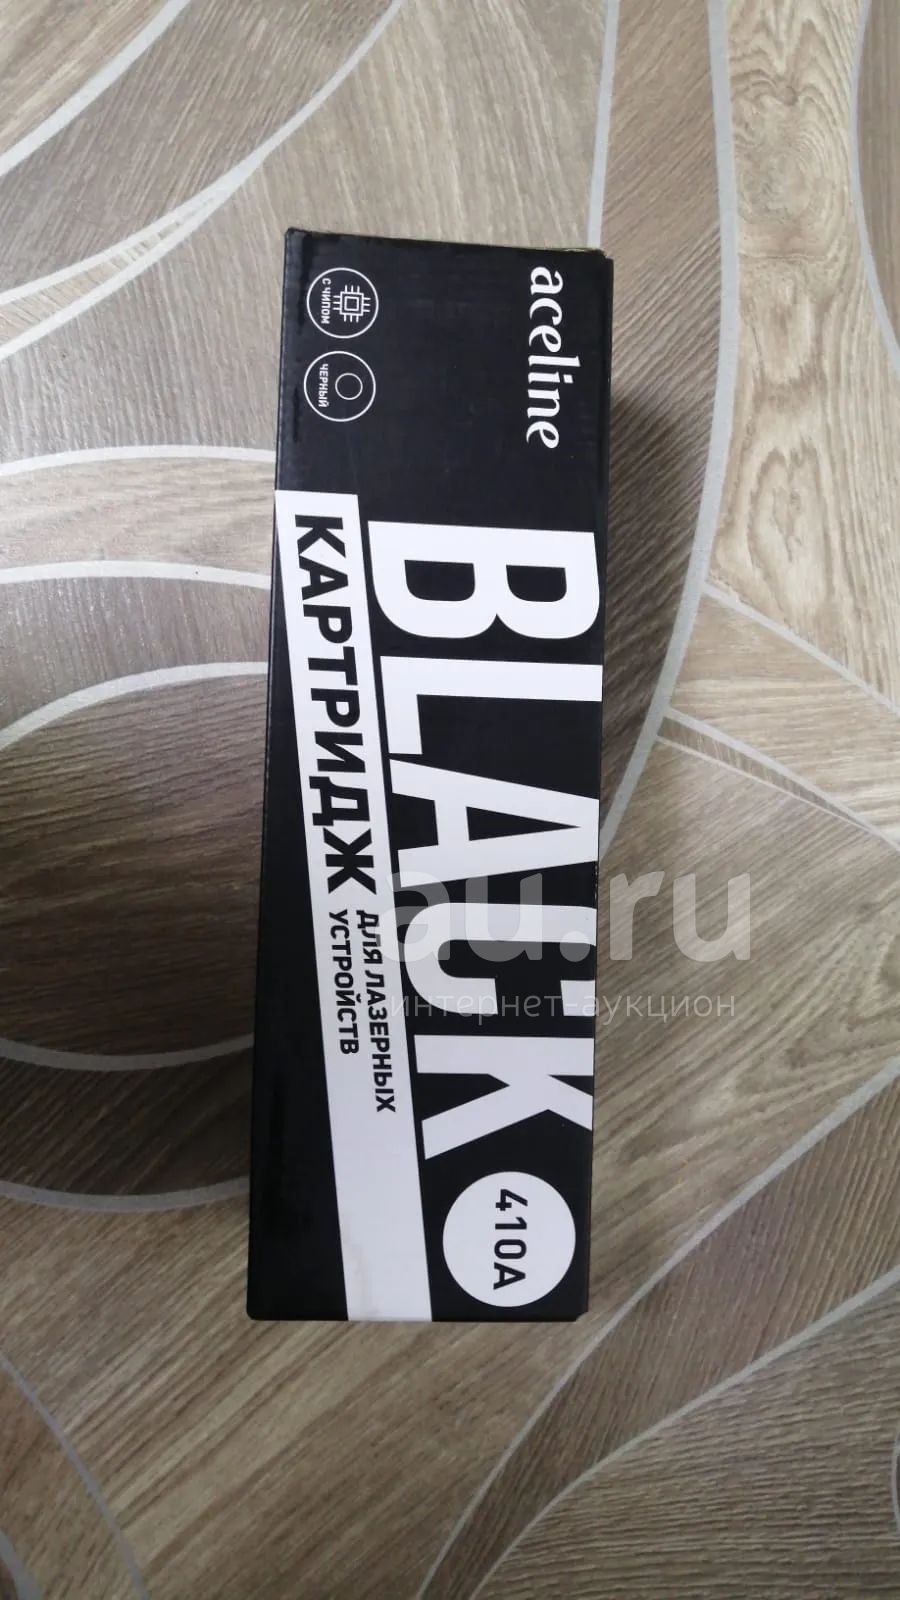 aceline
С ЧИПОМ
ЧЕРНЫЙ
BLACK
410A
КАРТРИДЖ
ДЛЯ ЛАЗЕРНЫХ
УСТРОЙСТВ
au.ru
интернет-аукцион